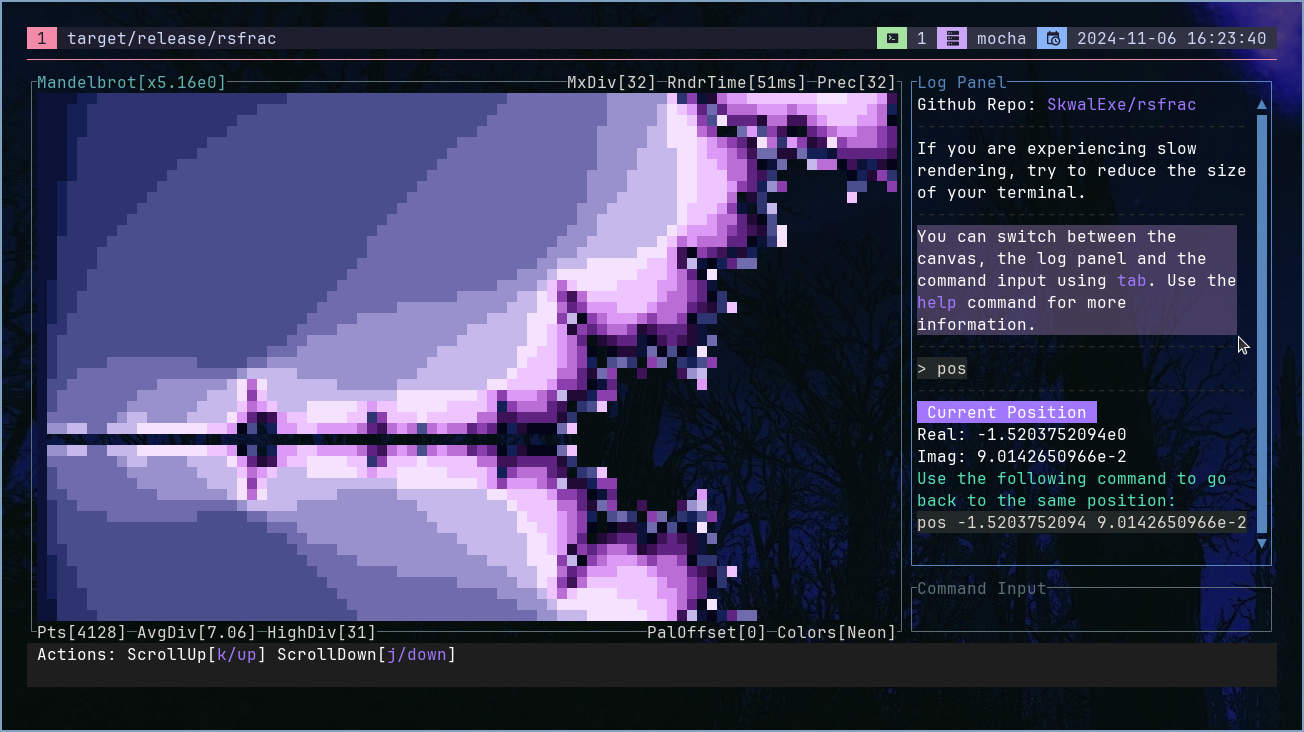 1 target/release/rsfrac 1 mocha 2024-11-06 16:23:40
Mandelbrot[x5.16e0] MxDiv[32] RndrTime[51ms] Prec[32]
Log Panel
Github Repo: SkwalExe/rsfrac
If you are experiencing slow
rendering, try to reduce the size
of your terminal.
You can switch between the
canvas, the log panel and the
command input using tab. Use the
help command for more
information.
> pos
Current Position
Real: -1.5203752094e0
Imag: 9.0142650966e-2
Use the following command to go
back to the same position:
pos -1.5203752094 9.0142650966e-2
Command Input
Pts[4128] AvgDiv[7.06] HighDiv[31] PalOffset[0] Colors[Neon]
Actions: ScrollUp[k/up] ScrollDown[j/down]